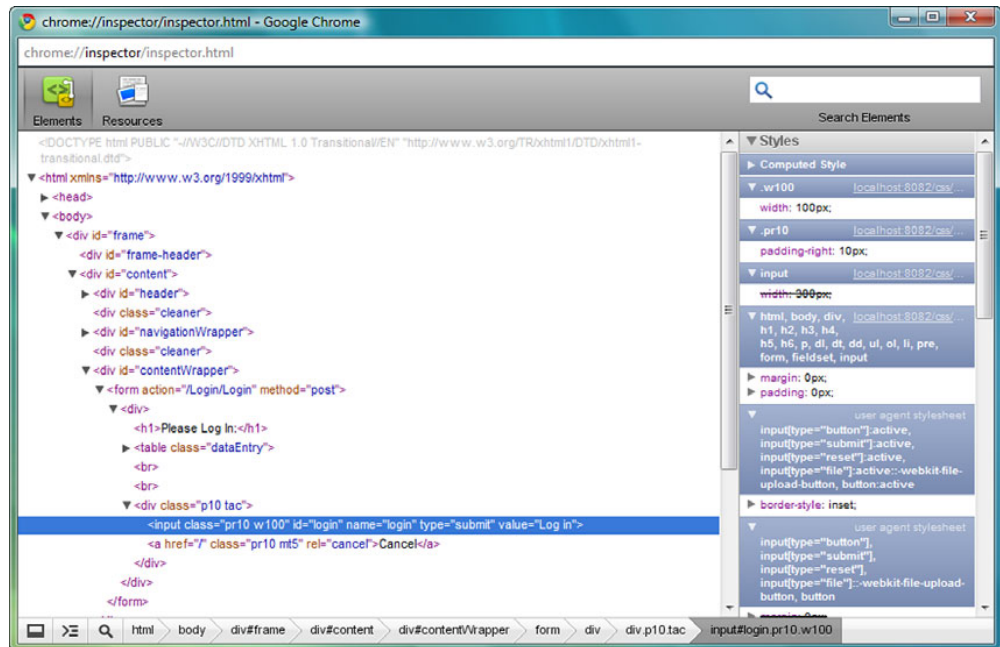 chrome://inspector/inspector.html - Google Chrome
chrome://inspector/inspector.html
Elements
Resources
Search Elements
<!DOCTYPE html PUBLIC "-//W3C//DTD XHTML 1.0 Transitional//EN" "http://www.w3.org/TR/xhtml1/DTD/xhtml1-
transitional.dtd">
<html xmlns="http://www.w3.org/1999/xhtml">
<head>
<body>
<div id="frame">
<div id="frame-header">
<div id="content">
<div id="header">
<div class="cleaner">
<div id="navigationWrapper">
<div class="cleaner">
<div id="contentWrapper">
<form action="/Login/Login" method="post">
<div>
<h1>Please Log In:</h1>
<table class="dataEntry">
<br>
<br>
<div class="p10 tac">
<input class="pr10 w100" id="login" name="login" type="submit" value="Log in">
<a href="/" class="pr10 mt5" rel="cancel">Cancel</a>
</div>
</div>
</form>
Styles
Computed Style
.w100 localhost:8082/css/...
width: 100px;
.pr10 localhost:8082/css/...
padding-right: 10px;
input localhost:8082/css/...
width: 300px;
html, body, div, localhost:8082/css/...
h1, h2, h3, h4,
h5, h6, p, dl, dt, dd, ul, ol, li, pre,
form, fieldset, input
margin: 0px;
padding: 0px;
user agent stylesheet
input[type="button"]:active,
input[type="submit"]:active,
input[type="reset"]:active,
input[type="file"]:active::-webkit-file-
upload-button, button:active
border-style: inset;
user agent stylesheet
input[type="button"],
input[type="submit"],
input[type="reset"],
input[type="file"]::-webkit-file-upload-
button, button
margin: 0px
html body div#frame div#content div#contentWrapper form div div.p10.tac input#login.pr10.w100